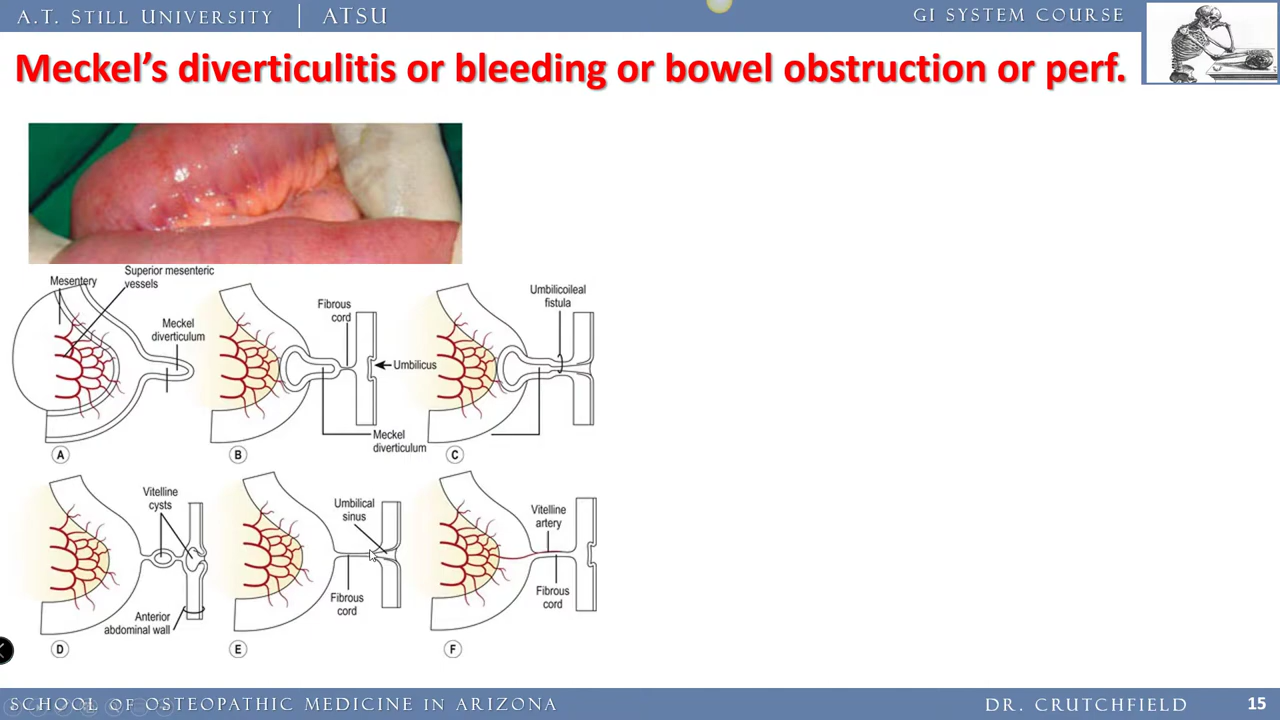 A.T. STILL UNIVERSITY | ATSU
GI SYSTEM COURSE
Meckel's diverticulitis or bleeding or bowel obstruction or perf.
Mesentery
Superior mesenteric
vessels
Meckel
diverticulum
A
Fibrous
cord
Umbilicus
Meckel
diverticulum
B
Umbilicoileal
fistula
C
Vitelline
cysts
Anterior
abdominal wall
D
Umbilical
sinus
Fibrous
cord
E
Vitelline
artery
Fibrous
cord
F
SCHOOL OF OSTEOPATHIC MEDICINE IN ARIZONA
DR. CRUTCHFIELD
15